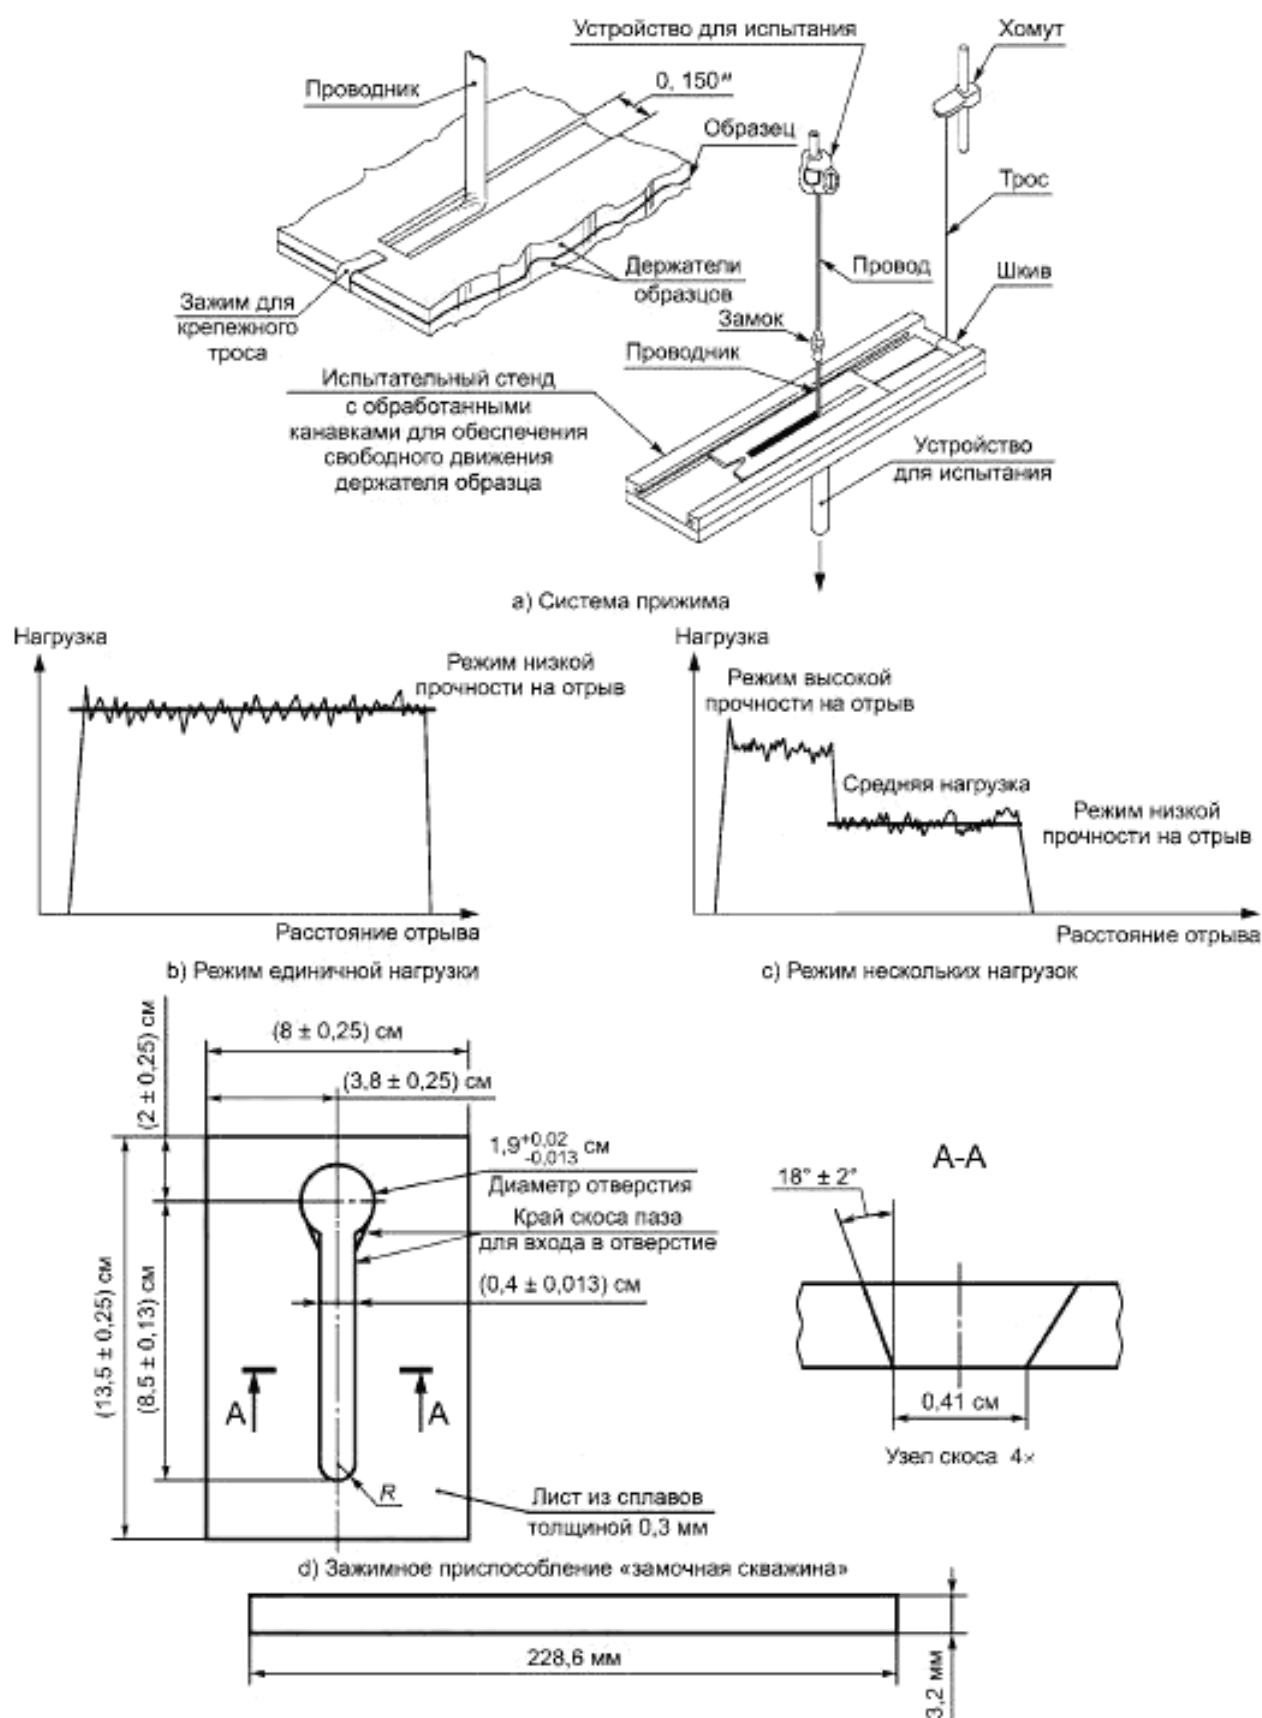 Устройство для испытания
Хомут
Проводник
0, 150"
Образец
Трос
Держатели
образцов
Провод
Шкив
Зажим для
крепежного
троса
Замок
Проводник
Испытательный стенд
с обработанными
канавками для обеспечения
свободного движения
держателя образца
Устройство
для испытания
a) Система прижима
Нагрузка
Режим низкой
прочности на отрыв
Расстояние отрыва
b) Режим единичной нагрузки
Нагрузка
Режим высокой
прочности на отрыв
Средняя нагрузка
Режим низкой
прочности на отрыв
Расстояние отрыва
c) Режим нескольких нагрузок
(8 ± 0,25) см
(2 ± 0,25) см
(3,8 ± 0,25) см
1,9+0,02 -0,013 см
Диаметр отверстия
Край скоса паза
для входа в отверстие
(0,4 ± 0,013) см
(13,5 ± 0,25) см
(8,5 ± 0,13) см
A
A
R
Лист из сплавов
толщиной 0,3 мм
A-A
18° ± 2°
0,41 см
Узел скоса 4×
d) Зажимное приспособление «замочная скважина»
228,6 мм
3,2 мм